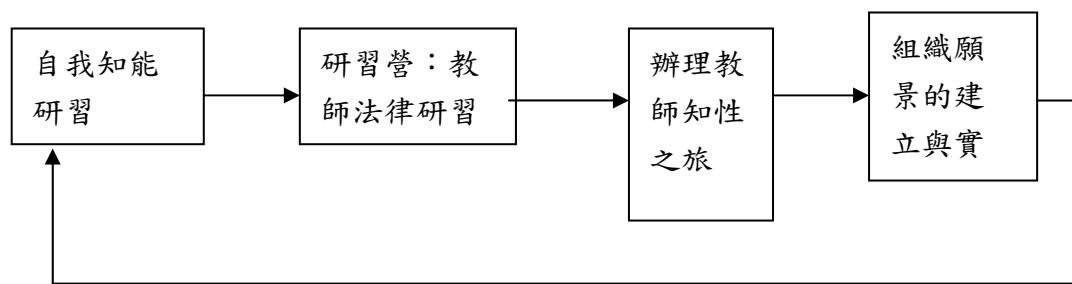 自我知能
研習
研習營：教
師法律研習
辦理教
師知性
之旅
組織願
景的建
立與實